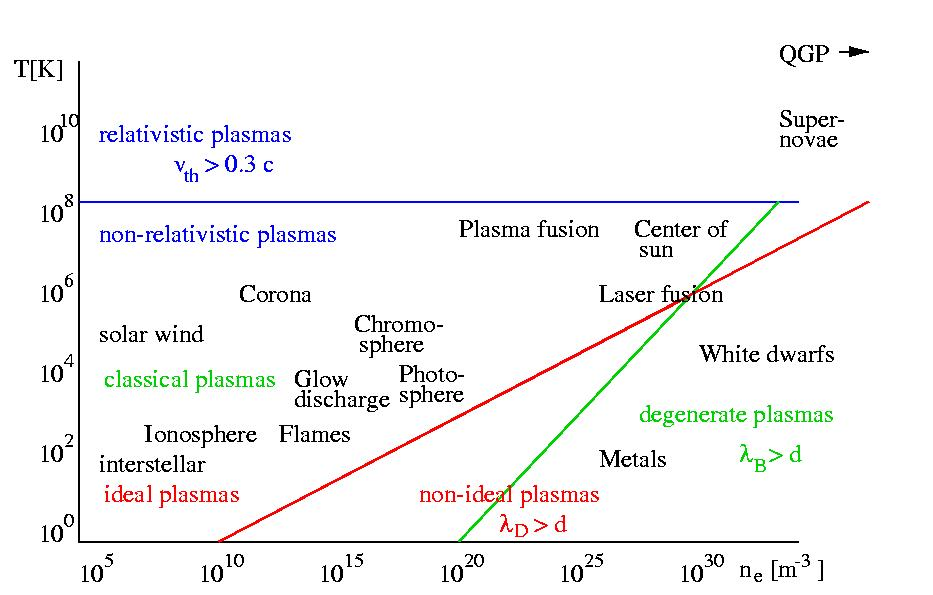 QGP
T[K]
Super-
novae
10^10
relativistic plasmas
v_th > 0.3 c
10^8
non-relativistic plasmas
Plasma fusion
Center of
sun
10^6
Corona
Laser fusion
Chromo-
sphere
solar wind
White dwarfs
10^4
classical plasmas
Glow
discharge
Photo-
sphere
degenerate plasmas
λ_B > d
10^2
Ionosphere
Flames
interstellar
Metals
ideal plasmas
non-ideal plasmas
λ_D > d
10^0
10^5 10^10 10^15 10^20 10^25 10^30 n_e [m^-3 ]